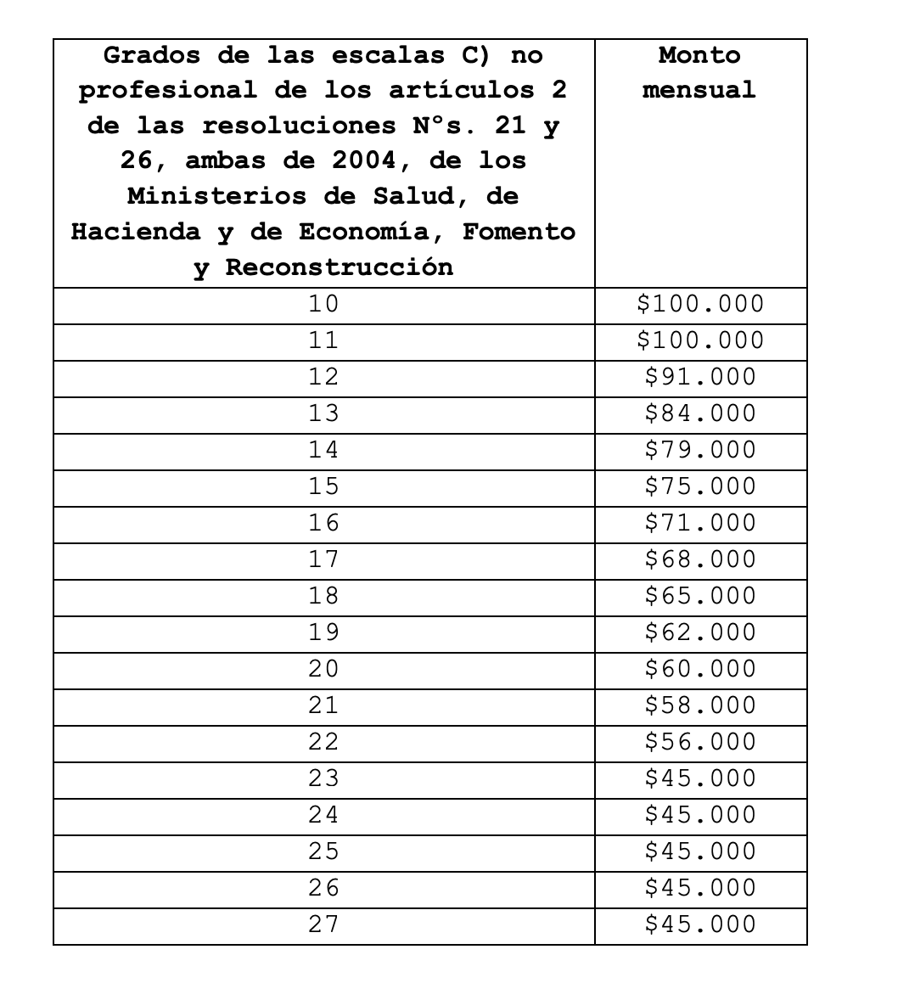 Grados de las escalas C) no
profesional de los artículos 2
de las resoluciones Nºs. 21 y
26, ambas de 2004, de los
Ministerios de Salud, de
Hacienda y de Economía, Fomento
y Reconstrucción
Monto
mensual
10 $100.000
11 $100.000
12 $91.000
13 $84.000
14 $79.000
15 $75.000
16 $71.000
17 $68.000
18 $65.000
19 $62.000
20 $60.000
21 $58.000
22 $56.000
23 $45.000
24 $45.000
25 $45.000
26 $45.000
27 $45.000